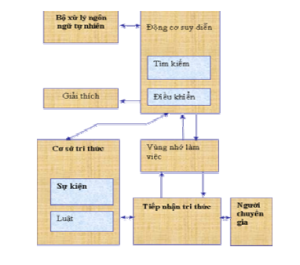 Bộ xử lý ngôn
ngữ tự nhiên
Động cơ suy diễn
Tìm kiếm
Giải thích
Điều khiển
Cơ sở tri thức
Vùng nhớ làm
việc
Sự kiện
Luật
Tiếp nhận tri thức
Người
chuyên
gia